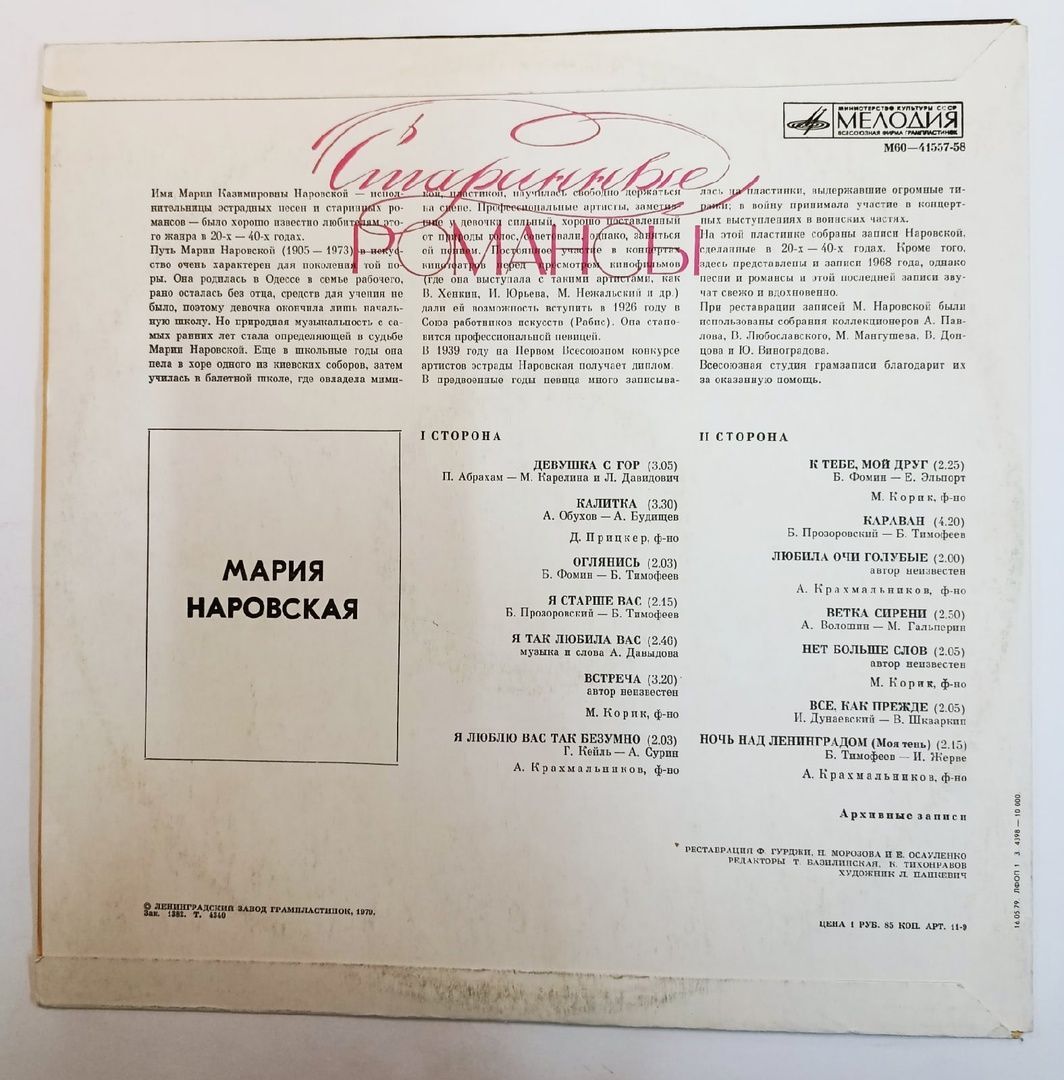 МИНИСТЕРСТВО КУЛЬТУРЫ СССР
МЕЛОДИЯ
ВСЕСОЮЗНАЯ ФИРМА ГРАМПЛАСТИНОК
М60—41557-58
Старинные
РОМАНСЫ
Имя Марии Казимировны Наровской — испол-
нительницы эстрадных песен и старинных ро-
мансов — было хорошо известно любителям это-
го жанра в 20-х — 40-х годах.
Путь Марии Наровской (1905 — 1973) в искус-
ство очень характерен для поколения той по-
ры. Она родилась в Одессе в семье рабочего,
рано осталась без отца, средств для учения не
было, поэтому девочка окончила лишь началь-
ную школу. Но природная музыкальность с са-
мых ранних лет стала определяющей в судьбе
Марии Наровской. Еще в школьные годы она
пела в хоре одного из киевских соборов, затем
училась в балетной школе, где овладела мими-
кой, пластикой, научилась свободно держаться
на сцене. Профессиональные артисты, заметив-
шие у девочки сильный, хорошо поставленный
от природы голос, советовали, однако, заняться
ей пением. Постоянное участие в концертах
кинотеатров перед просмотром кинофильмов
(где она выступала с такими артистами, как
В. Хенкин, И. Юрьева, М. Нежальский и др.)
дали ей возможность вступить в 1926 году в
Союз работников искусств (Рабис). Она стано-
вится профессиональной певицей.
В 1939 году на Первом Всесоюзном конкурсе
артистов эстрады Наровская получает диплом.
В предвоенные годы певица много записыва-
лась на пластинки, выдержавшие огромные ти-
ражи; в войну принимала участие в концерт-
ных выступлениях в воинских частях.
На этой пластинке собраны записи Наровской,
сделанные в 20-х — 40-х годах. Кроме того,
здесь представлены и записи 1968 года, однако
песни и романсы и этой последней записи зву-
чат свежо и вдохновенно.
При реставрации записей М. Наровской были
использованы собрания коллекционеров А. Пав-
лова, В. Любославского, М. Мангушева, В. Дон-
цова и Ю. Виноградова.
Всесоюзная студия грамзаписи благодарит их
за оказанную помощь.
МАРИЯ
НАРОВСКАЯ
I СТОРОНА
ДЕВУШКА С ГОР (3.05)
П. Абрахам — М. Карелина и Л. Давидович
КАЛИТКА (3.30)
А. Обухов — А. Будищев
Д. Прицкер, ф-но
ОГЛЯНИСЬ (2.03)
Б. Фомин — Б. Тимофеев
Я СТАРШЕ ВАС (2.15)
Б. Прозоровский — Б. Тимофеев
Я ТАК ЛЮБИЛА ВАС (2.40)
музыка и слова А. Давыдова
ВСТРЕЧА (3.20)
автор неизвестен
М. Корик, ф-но
Я ЛЮБЛЮ ВАС ТАК БЕЗУМНО (2.03)
Г. Кейль — А. Сурин
А. Крахмальников, ф-но
II СТОРОНА
К ТЕБЕ, МОЙ ДРУГ (2.25)
Б. Фомин — Е. Эльпорт
М. Корик, ф-но
КАРАВАН (4.20)
Б. Прозоровский — Б. Тимофеев
ЛЮБИЛА ОЧИ ГОЛУБЫЕ (2.00)
автор неизвестен
А. Крахмальников, ф-но
ВЕТКА СИРЕНИ (2.50)
А. Волошин — М. Гальперин
НЕТ БОЛЬШЕ СЛОВ (2.05)
автор неизвестен
М. Корик, ф-но
ВСЕ, КАК ПРЕЖДЕ (2.05)
И. Дунаевский — В. Шкваркин
НОЧЬ НАД ЛЕНИНГРАДОМ (Моя тень) (2.15)
Б. Тимофеев — И. Жерве
А. Крахмальников, ф-но
Архивные записи
РЕСТАВРАЦИЯ Ф. ГУРДЖИ, П. МОРОЗОВА И Е. ОСАУЛЕНКО
РЕДАКТОРЫ Т. БАЗИЛИНСКАЯ, К. ТИХОНРАВОВ
ХУДОЖНИК Л. ПАШКЕВИЧ
© ЛЕНИНГРАДСКИЙ ЗАВОД ГРАМПЛАСТИНОК, 1979.
Зак. 1382. Т. 4340
ЦЕНА 1 РУБ. 85 КОП. АРТ. 11-9
16.05.79. ЛФОП 1 З. 4398 — 10 000.